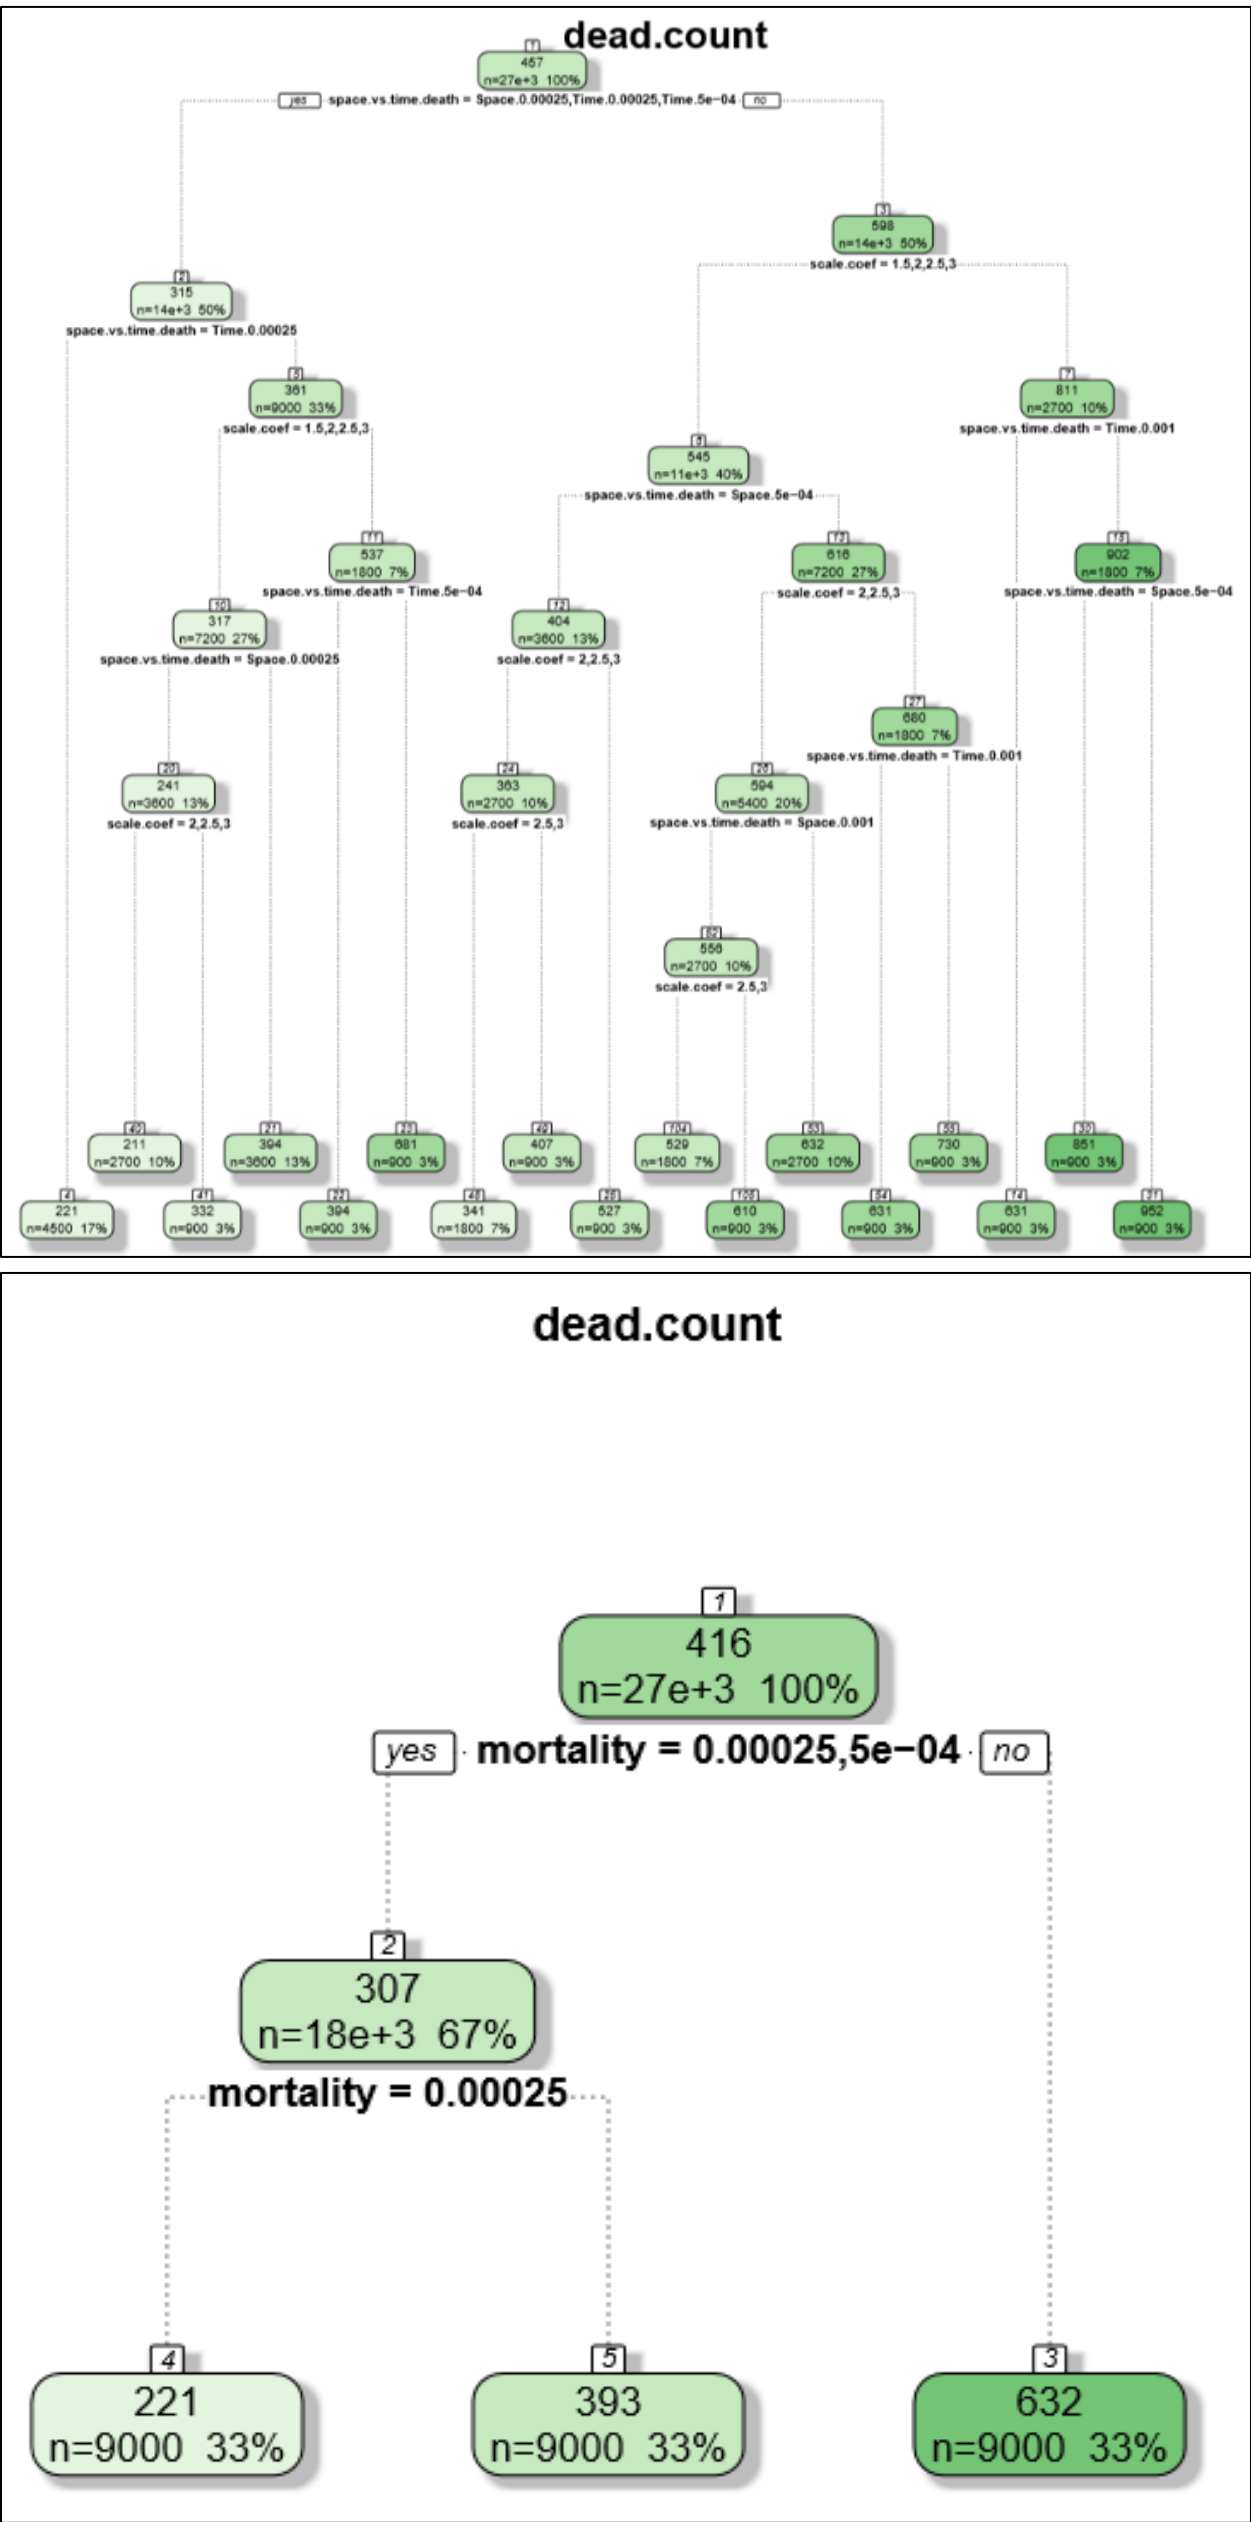 dead.count
1
457
n=27e+3 100%
yes space.vs.time.death = Space.0.00025,Time.0.00025,Time.5e−04 no
3
598
n=14e+3 50%
scale.coef = 1.5,2,2.5,3
2
315
n=14e+3 50%
space.vs.time.death = Time.0.00025
5
361
n=9000 33%
scale.coef = 1.5,2,2.5,3
7
811
n=2700 10%
space.vs.time.death = Time.0.001
6
545
n=11e+3 40%
space.vs.time.death = Space.5e−04
11
537
n=1800 7%
space.vs.time.death = Time.5e−04
13
616
n=7200 27%
scale.coef = 2,2.5,3
15
902
n=1800 7%
space.vs.time.death = Space.5e−04
10
317
n=7200 27%
space.vs.time.death = Space.0.00025
12
404
n=3600 13%
scale.coef = 2,2.5,3
27
680
n=1800 7%
space.vs.time.death = Time.0.001
20
241
n=3600 13%
scale.coef = 2,2.5,3
24
363
n=2700 10%
scale.coef = 2.5,3
26
594
n=5400 20%
space.vs.time.death = Space.0.001
52
556
n=2700 10%
scale.coef = 2.5,3
40
211
n=2700 10%
21
394
n=3600 13%
23
681
n=900 3%
49
407
n=900 3%
104
529
n=1800 7%
53
632
n=2700 10%
55
730
n=900 3%
30
851
n=900 3%
4
221
n=4500 17%
41
332
n=900 3%
22
394
n=900 3%
48
341
n=1800 7%
25
527
n=900 3%
105
610
n=900 3%
54
631
n=900 3%
14
631
n=900 3%
31
952
n=900 3%
dead.count
1
416
n=27e+3 100%
yes mortality = 0.00025,5e−04 no
2
307
n=18e+3 67%
mortality = 0.00025
4
221
n=9000 33%
5
393
n=9000 33%
3
632
n=9000 33%